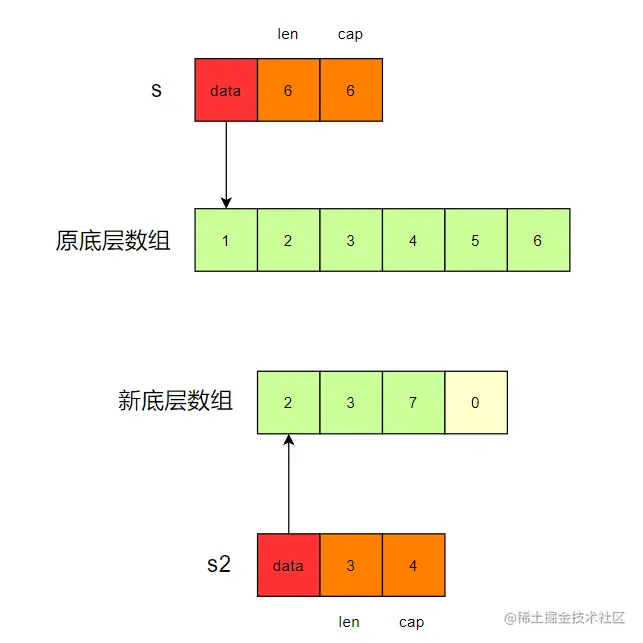 len cap
s data 6 6
原底层数组 1 2 3 4 5 6
新底层数组 2 3 7 0
s2 data 3 4
len cap
@稀土掘金技术社区